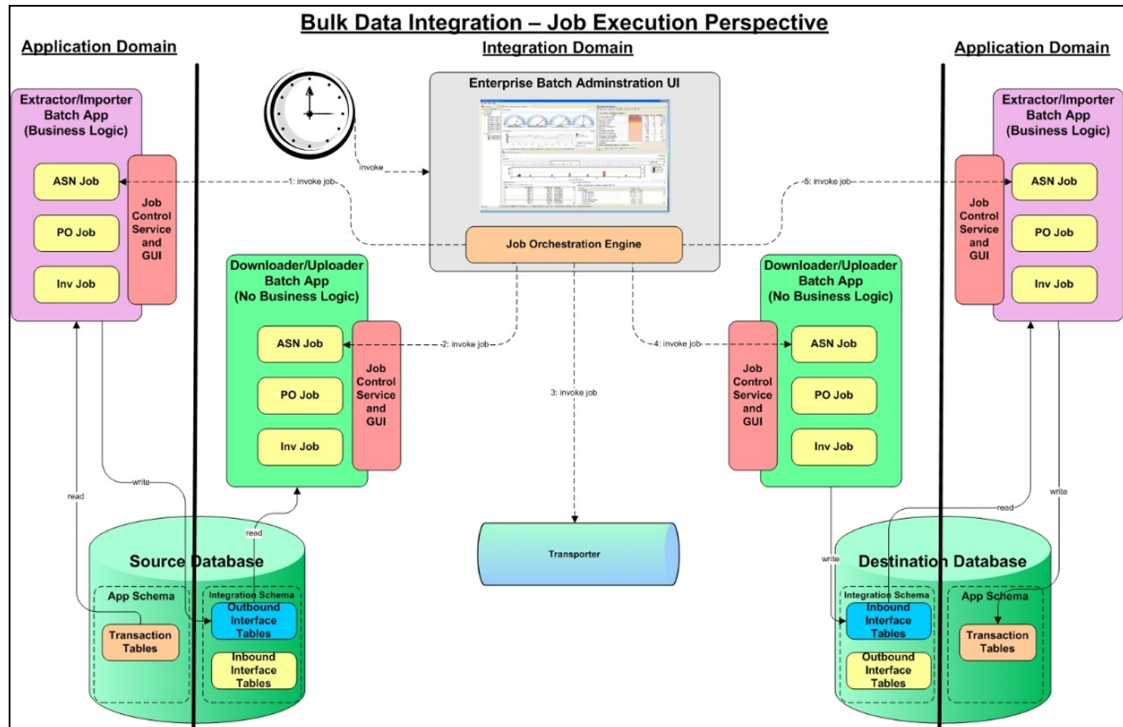 Bulk Data Integration – Job Execution Perspective
Application Domain
Integration Domain
Application Domain
Extractor/Importer
Batch App
(Business Logic)
ASN Job
PO Job
Inv Job
Job
Control
Service
and
GUI
Enterprise Batch Adminstration UI
invoke
Job Orchestration Engine
1: invoke job
2: invoke job
3: invoke job
4: invoke job
5: invoke job
Downloader/Uploader
Batch App
(No Business Logic)
ASN Job
PO Job
Inv Job
Job
Control
Service
and
GUI
Downloader/Uploader
Batch App
(No Business Logic)
ASN Job
PO Job
Inv Job
Job
Control
Service
and
GUI
Extractor/Importer
Batch App
(Business Logic)
ASN Job
PO Job
Inv Job
Job
Control
Service
and
GUI
read
write
read
Transporter
write
read
write
Source Database
App Schema
Transaction
Tables
Integration Schema
Outbound
Interface
Tables
Inbound
Interface
Tables
Destination Database
Integration Schema
Inbound
Interface
Tables
Outbound
Interface
Tables
App Schema
Transaction
Tables